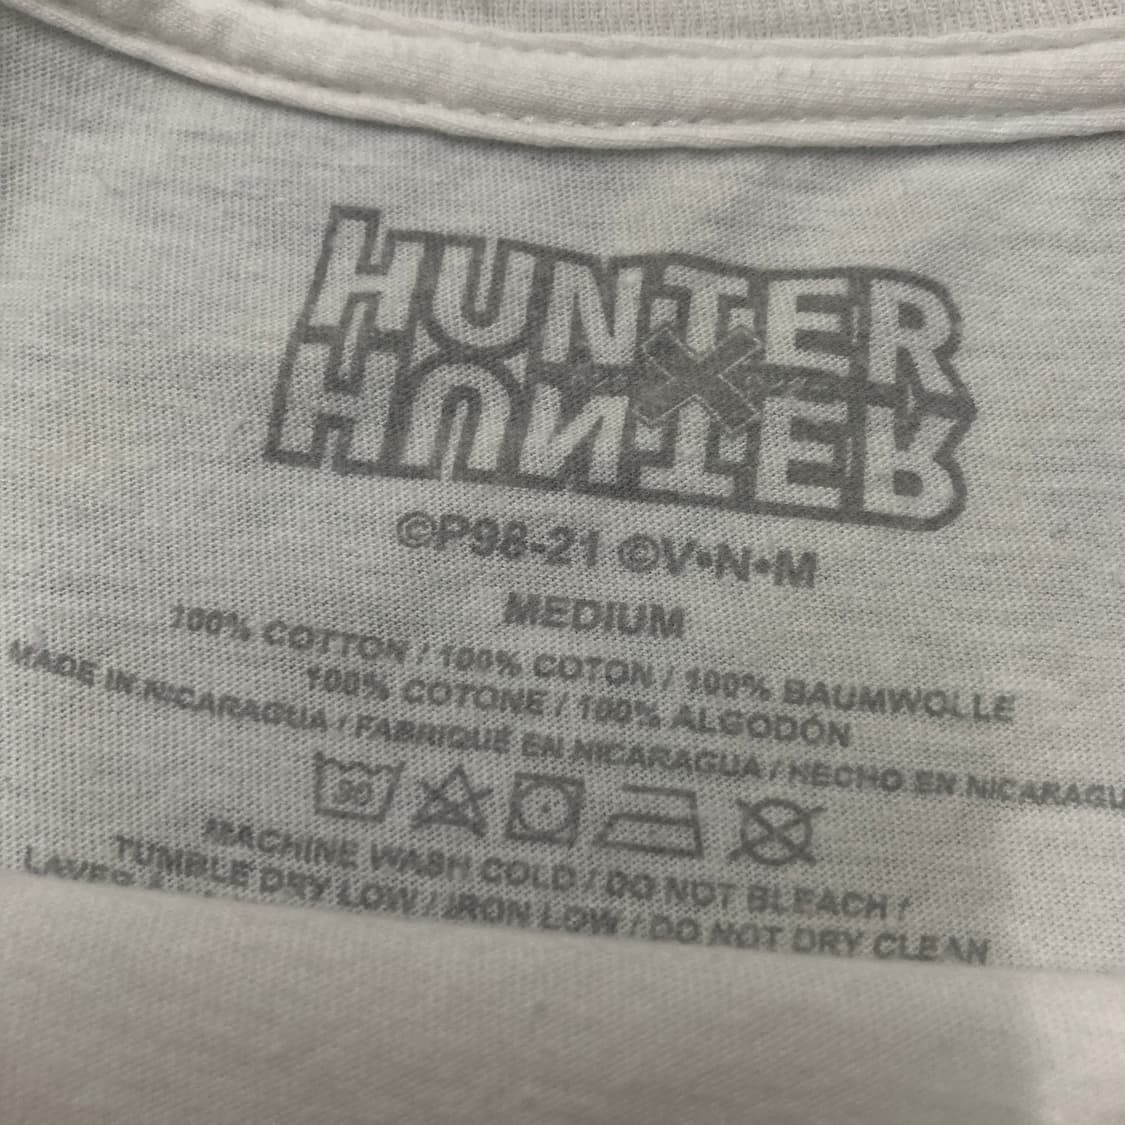 HUNTER
×
HUNTER
©P98-21 ©V•N•M
MEDIUM
100% COTTON / 100% COTON / 100% BAUMWOLLE
100% COTONE / 100% ALGODÓN
MADE IN NICARAGUA / FABRIQUÉ EN NICARAGUA / HECHO EN NICARAGU
30
MACHINE WASH COLD / DO NOT BLEACH /
TUMBLE DRY LOW / IRON LOW / DO NOT DRY CLEAN